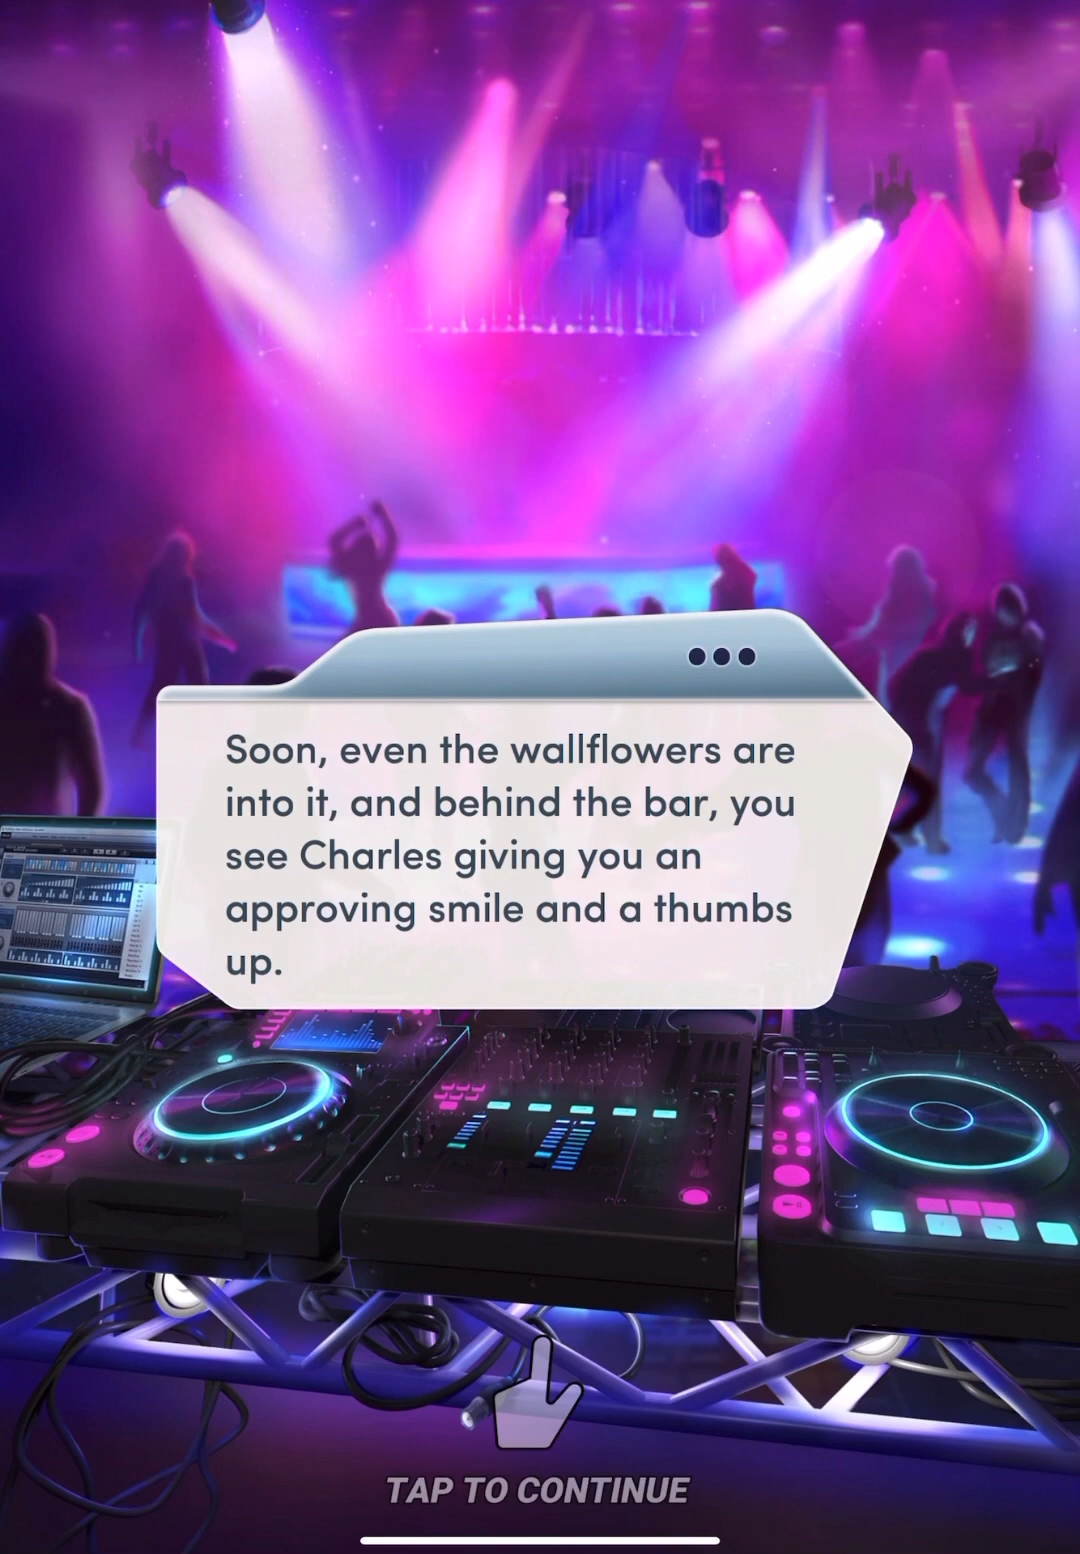 Soon, even the wallflowers are
into it, and behind the bar, you
see Charles giving you an
approving smile and a thumbs
up.
TAP TO CONTINUE